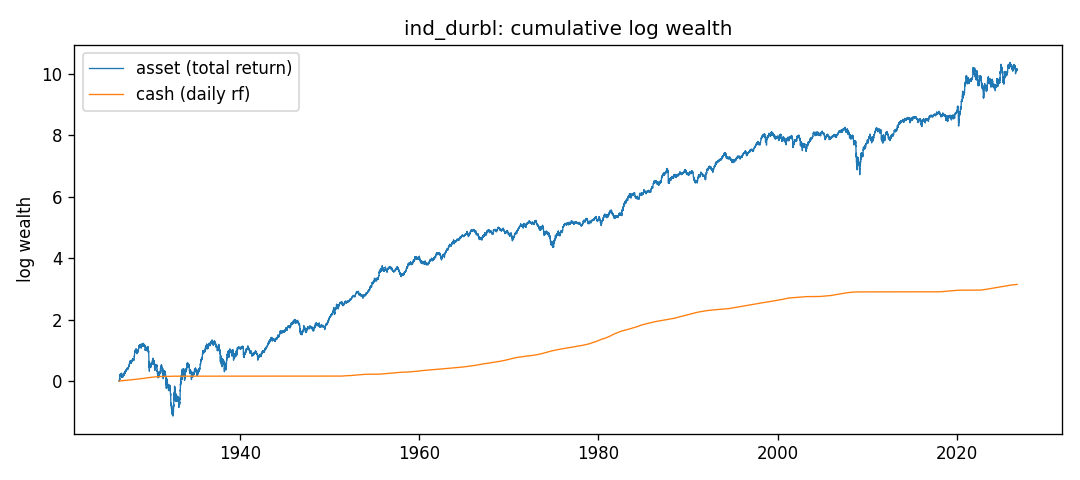 ind_durbl: cumulative log wealth
asset (total return)
cash (daily rf)
log wealth
10
8
6
4
2
0
1940 1960 1980 2000 2020